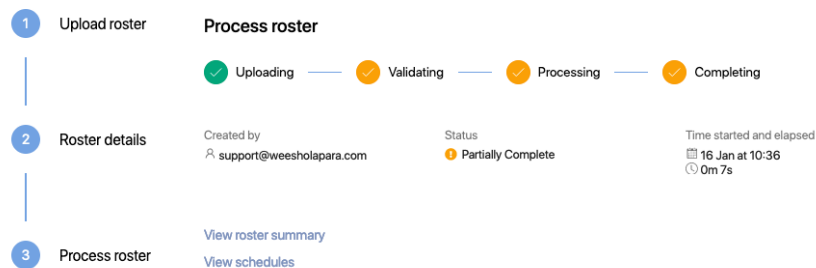 1 Upload roster
Process roster
Uploading Validating Processing Completing
2 Roster details
Created by Status Time started and elapsed
support@weesholapara.com Partially Complete 16 Jan at 10:36
0m 7s
View roster summary
3 Process roster
View schedules